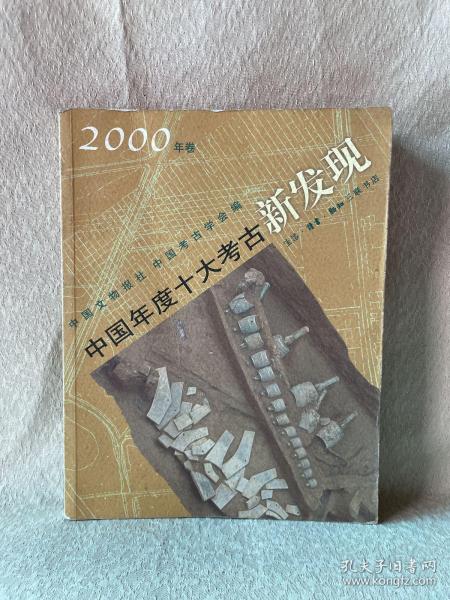 2000年卷
中国文物报社 中国考古学会编
中国年度十大考古
新发现
生活·读书·新知三联书店
孔夫子旧书网
www.kongfz.com